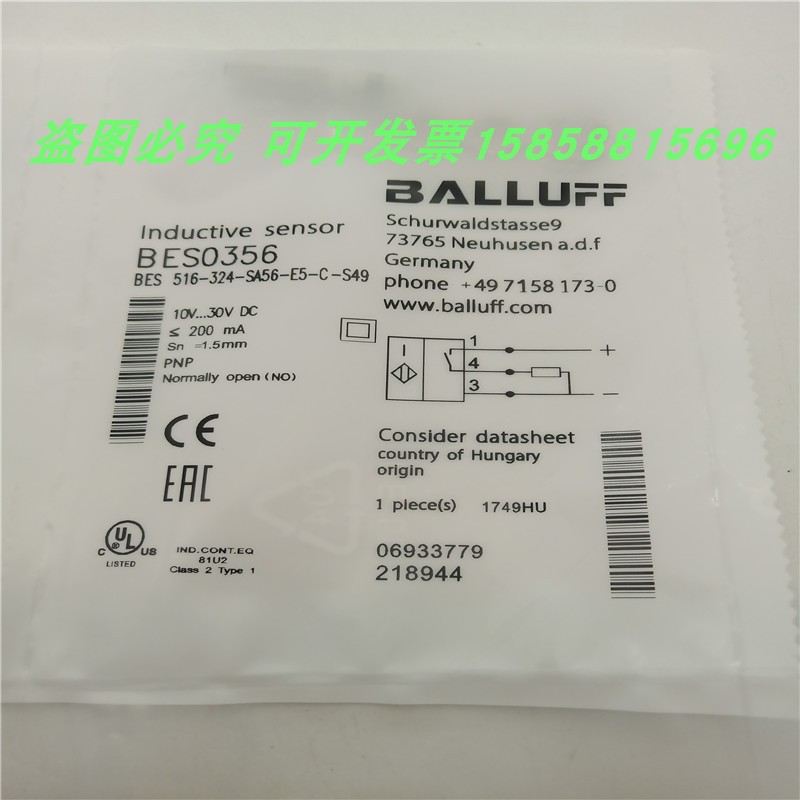 盗图必究 可开发票15858815696
BALLUFF
Schurwaldstasse9
73765 Neuhusen a.d.f
Germany
phone +49 7158 173-0
www.balluff.com
Inductive sensor
BES0356
BES 516-324-SA56-E5-C-S49
10V...30V DC
≤ 200 mA
Sn =1.5mm
PNP
Normally open (NO)
1
4
3
+
−
CE
EAC
C UL ® US
LISTED
IND.CONT.EQ
81U2
Class 2 Type 1
Consider datasheet
country of Hungary
origin
1 piece(s) 1749HU
06933779
218944